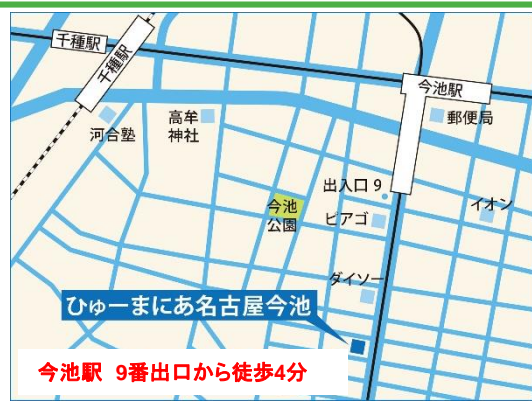 千種駅
千種駅
今池駅
河合塾
高牟
神社
郵便局
出入口 9
今池
公園
ピアゴ
イオン
ダイソー
ひゅーまにあ名古屋今池
今池駅 9番出口から徒歩4分